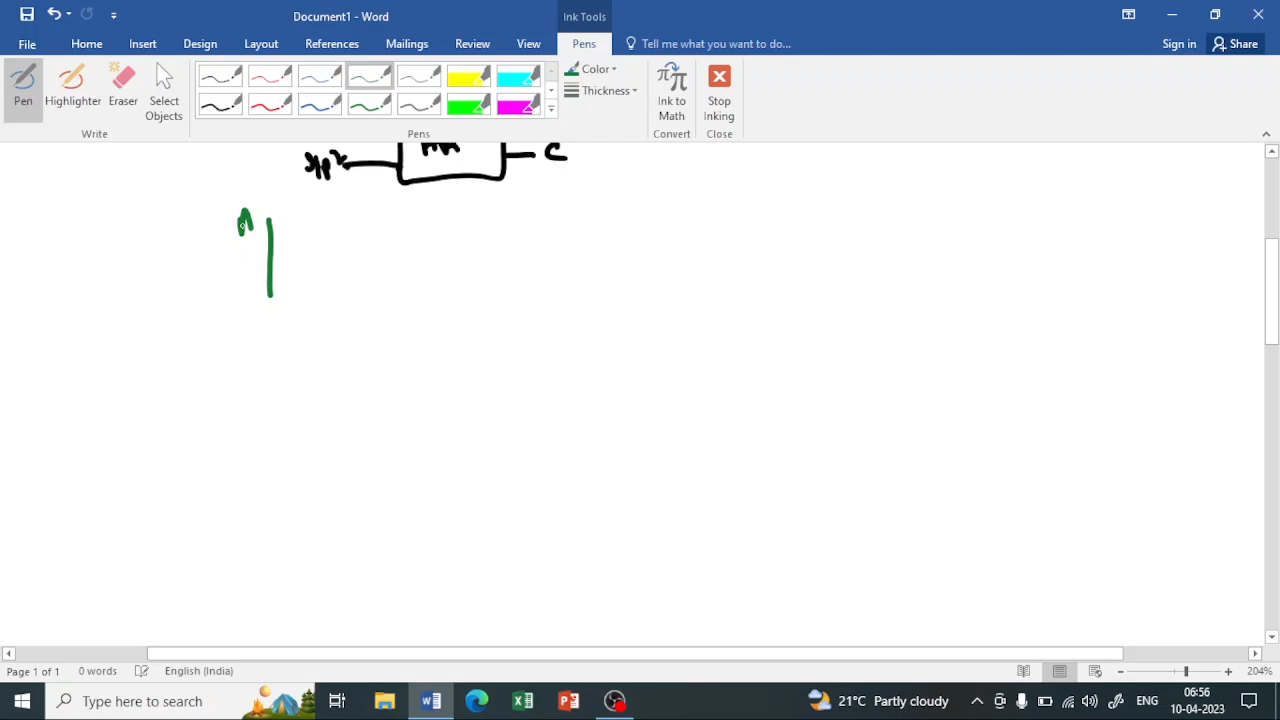 Document1 - Word
Ink Tools
File Home Insert Design Layout References Mailings Review View Pens Tell me what you want to do... Sign in Share
Pen Highlighter Eraser Select Objects
Color
Thickness
Ink to Math
Stop Inking
Write Pens Convert Close
C
A
Page 1 of 1 0 words English (India) 204%
Type here to search 21°C Partly cloudy ENG 06:56
10-04-2023